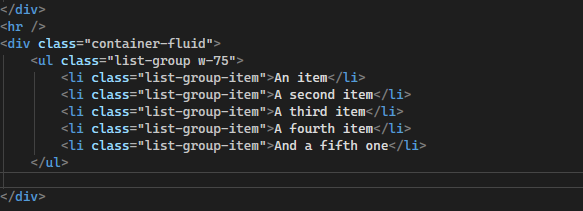 </div>
<hr />
<div class="container-fluid">
    <ul class="list-group w-75">
        <li class="list-group-item">An item</li>
        <li class="list-group-item">A second item</li>
        <li class="list-group-item">A third item</li>
        <li class="list-group-item">A fourth item</li>
        <li class="list-group-item">And a fifth one</li>
    </ul>
</div>